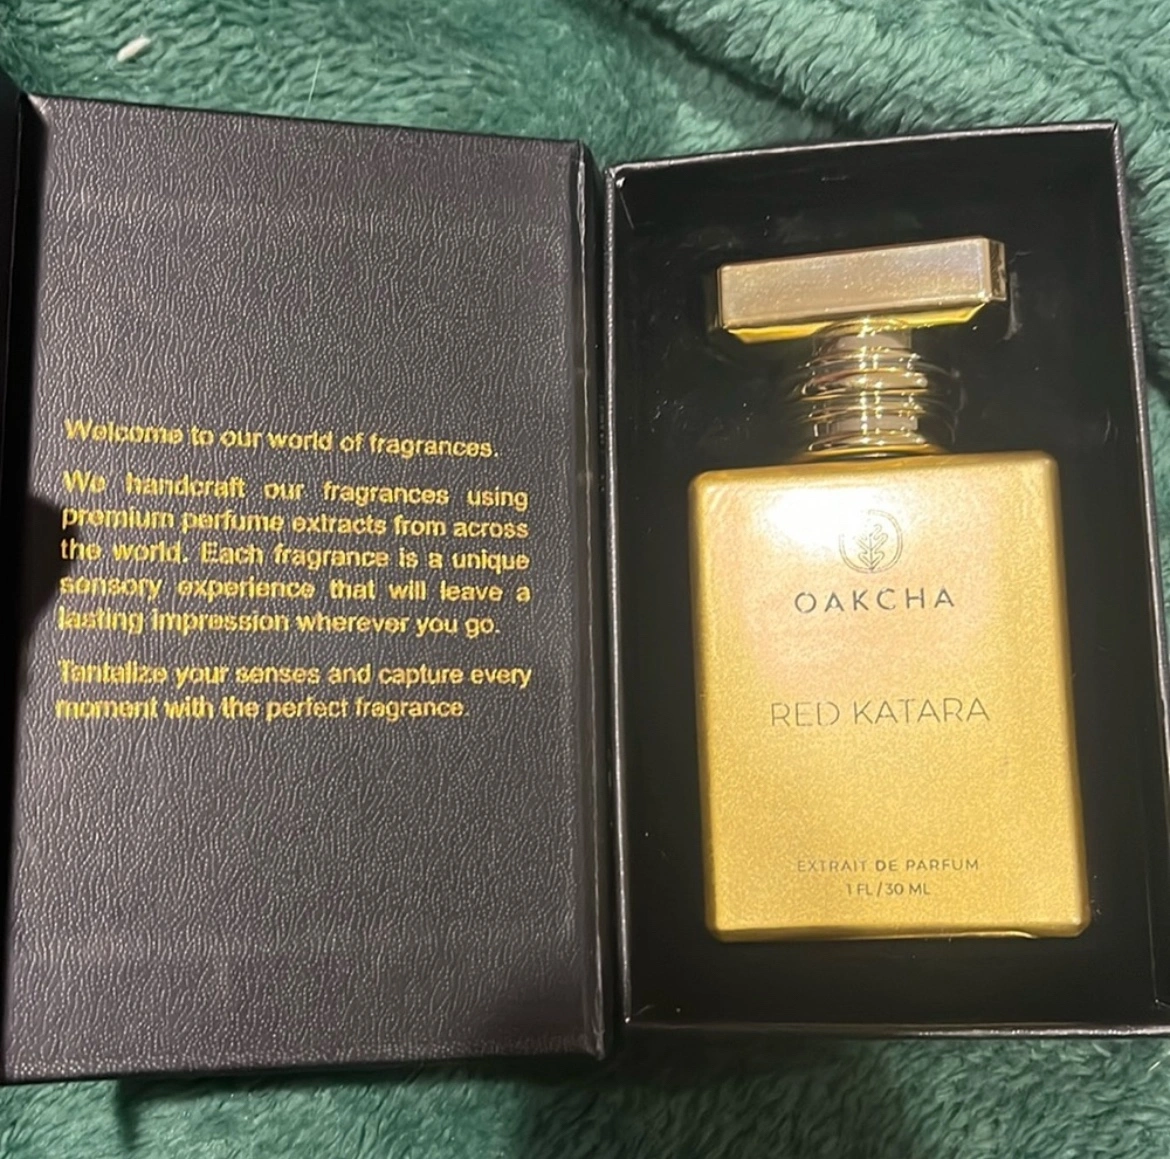 Welcome to our world of fragrances.
We handcraft our fragrances using
premium perfume extracts from across
the world. Each fragrance is a unique
sensory experience that will leave a
lasting impression wherever you go.
Tantalize your senses and capture every
moment with the perfect fragrance.
OAKCHA
RED KATARA
EXTRAIT DE PARFUM
1 FL / 30 ML